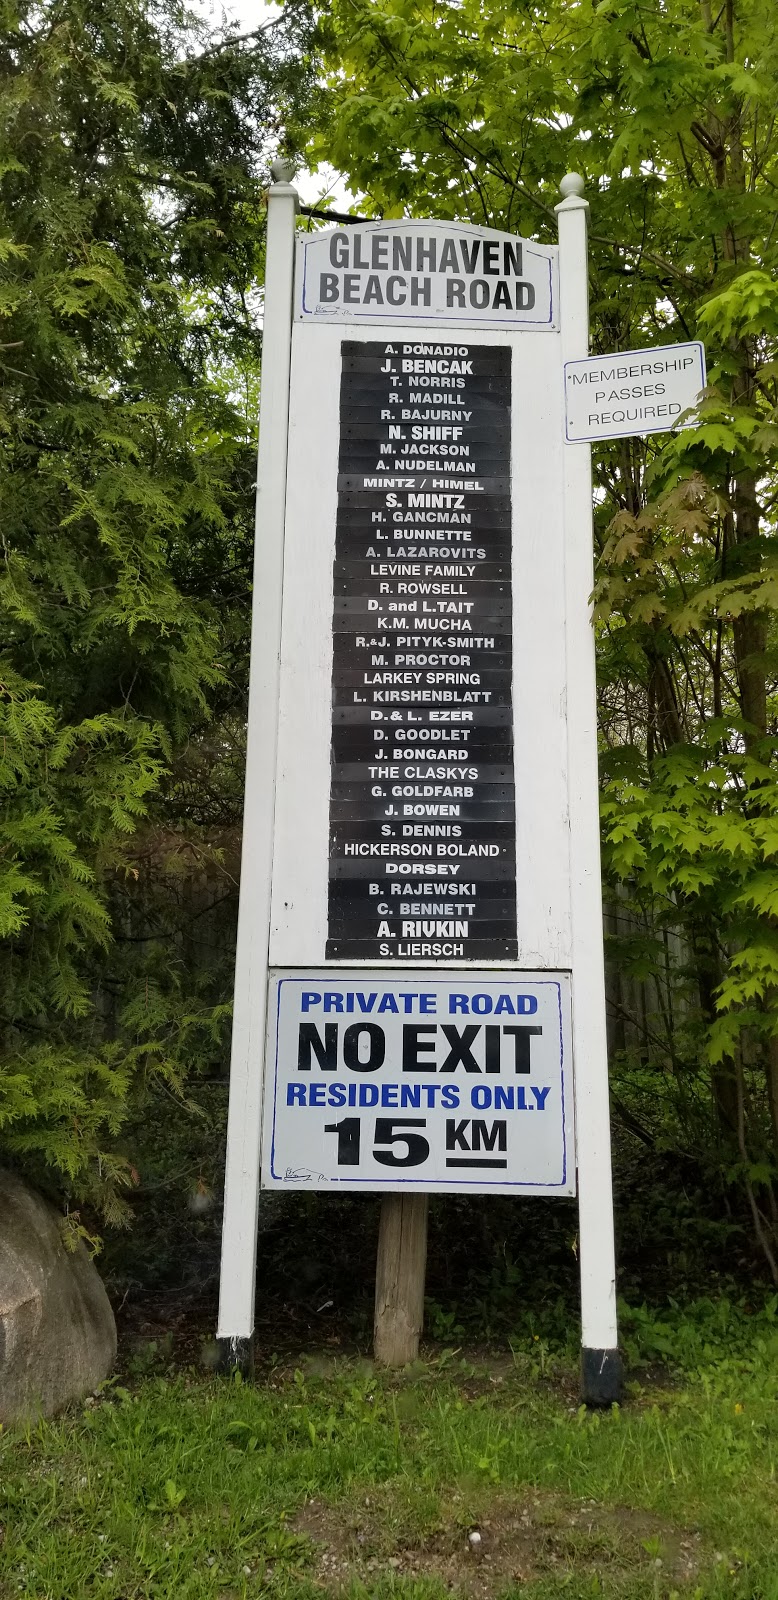 GLENHAVEN
BEACH ROAD
A. DONADIO
J. BENCAK
T. NORRIS
R. MADILL
R. BAJURNY
N. SHIFF
M. JACKSON
A. NUDELMAN
MINTZ / HIMEL
S. MINTZ
H. GANCMAN
L. BUNNETTE
A. LAZAROVITS
LEVINE FAMILY
R. ROWSELL
D. and L.TAIT
K.M. MUCHA
R.&J. PITYK-SMITH
M. PROCTOR
LARKEY SPRING
L. KIRSHENBLATT
D.& L. EZER
D. GOODLET
J. BONGARD
THE CLASKYS
G. GOLDFARB
J. BOWEN
S. DENNIS
HICKERSON BOLAND
DORSEY
B. RAJEWSKI
C. BENNETT
A. RIVKIN
S. LIERSCH
MEMBERSHIP
PASSES
REQUIRED
PRIVATE ROAD
NO EXIT
RESIDENTS ONLY
15 KM